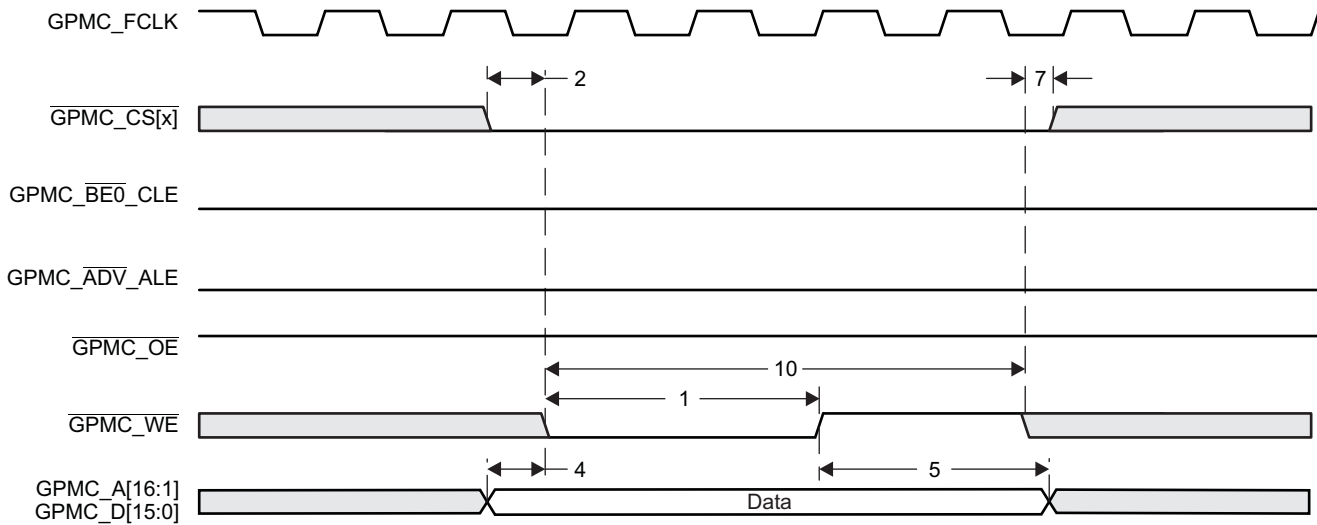 GPMC_FCLK
2
7
GPMC_CS[x]
GPMC_BE0_CLE
GPMC_ADV_ALE
GPMC_OE
10
1
GPMC_WE
4
5
GPMC_A[16:1]
GPMC_D[15:0]
Data